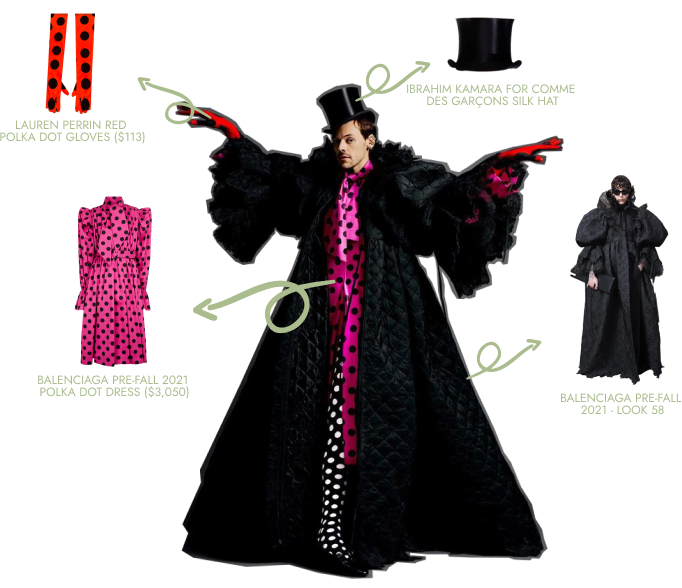 IBRAHIM KAMARA FOR COMME
DES GARÇONS SILK HAT
LAUREN PERRIN RED
POLKA DOT GLOVES ($113)
BALENCIAGA PRE-FALL 2021
POLKA DOT DRESS ($3,050)
BALENCIAGA PRE-FALL
2021 - LOOK 58